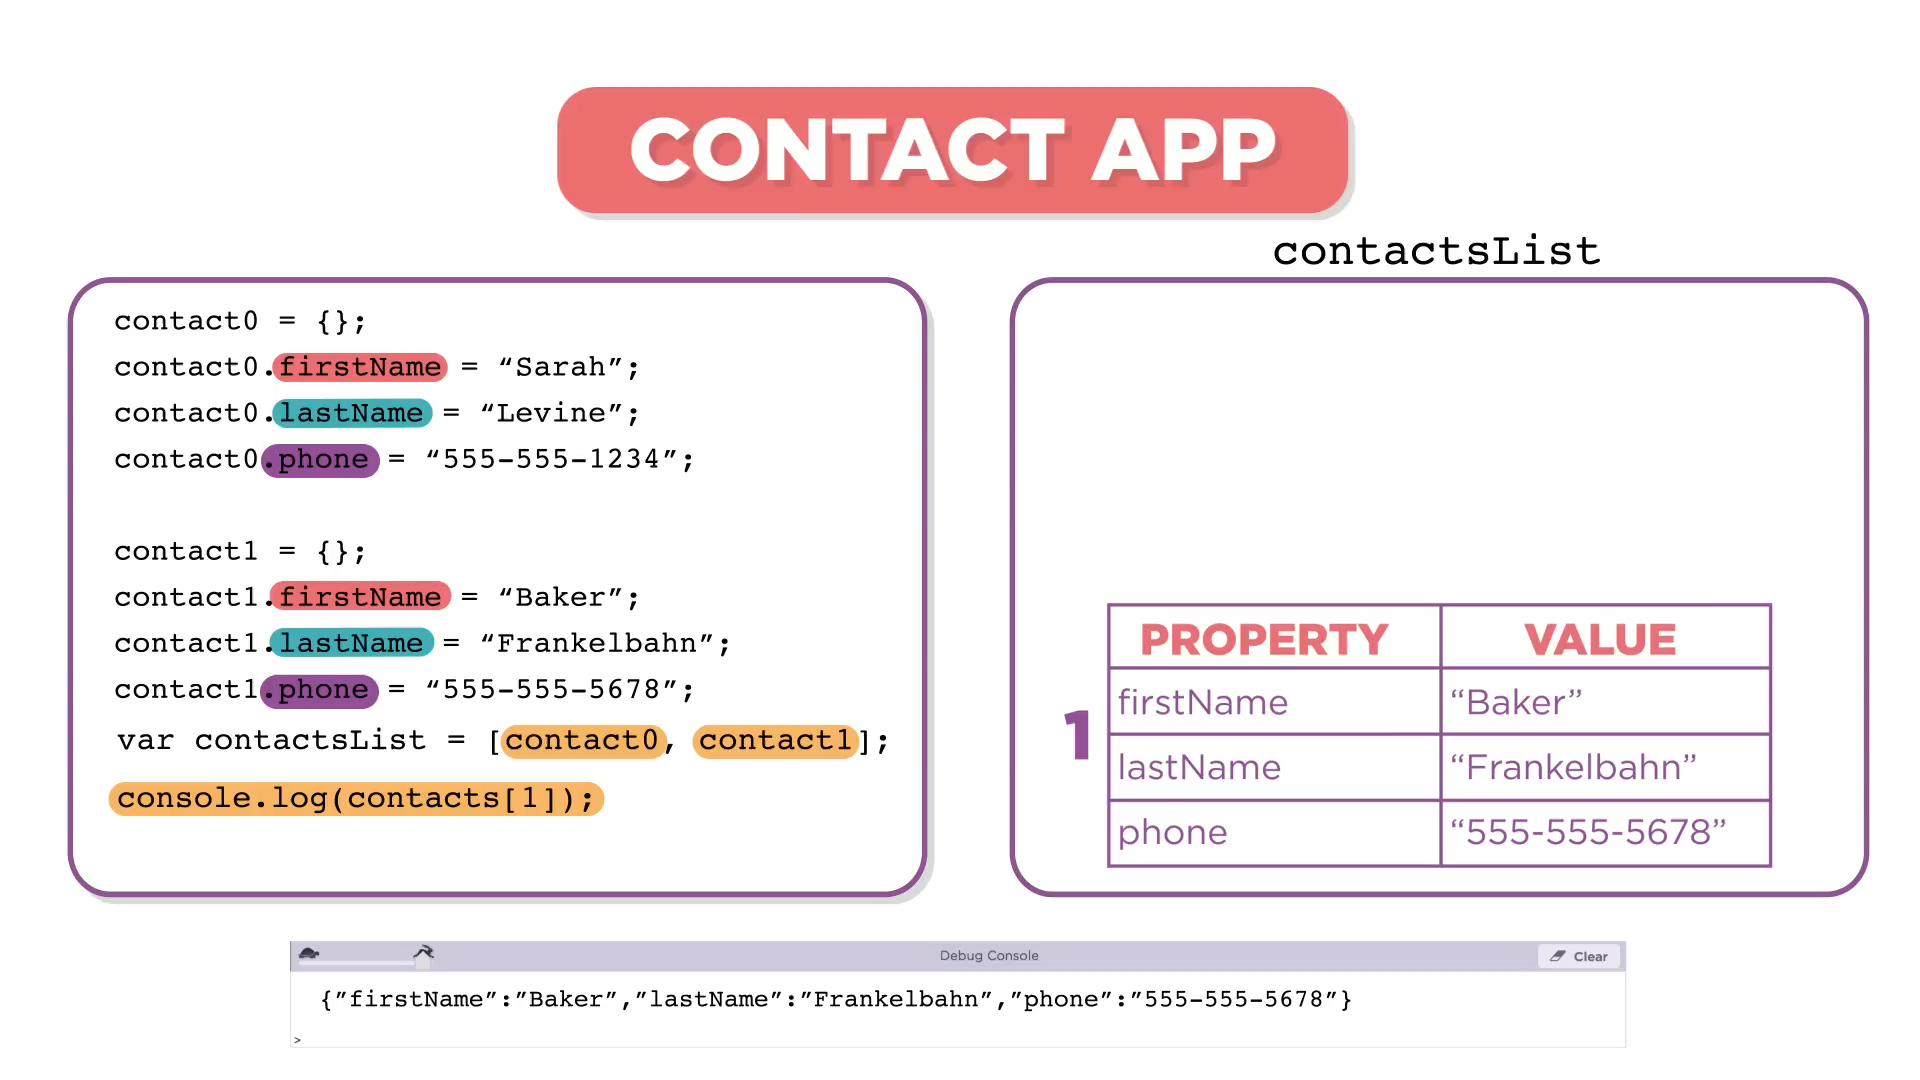 CONTACT APP
contactsList
contact0 = {};
contact0.firstName = “Sarah”;
contact0.lastName = “Levine”;
contact0.phone = “555-555-1234”;
contact1 = {};
contact1.firstName = “Baker”;
contact1.lastName = “Frankelbahn”;
contact1.phone = “555-555-5678”;
var contactsList = [contact0, contact1];
console.log(contacts[1]);
1
PROPERTY VALUE
firstName “Baker”
lastName “Frankelbahn”
phone “555-555-5678”
Debug Console
Clear
{”firstName”:”Baker”,”lastName”:”Frankelbahn”,”phone”:”555-555-5678”}
>